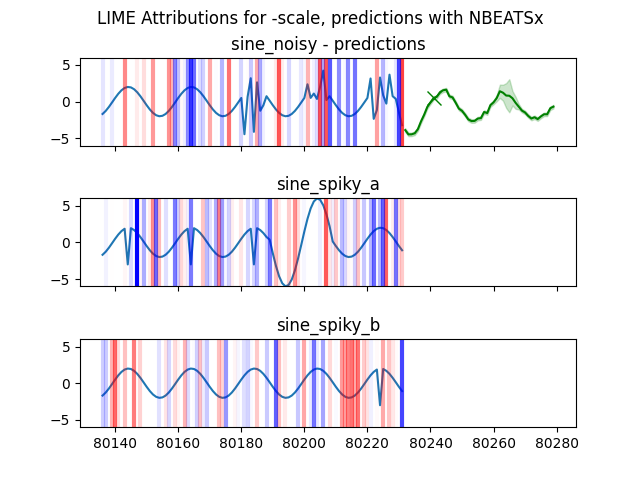 LIME Attributions for -scale, predictions with NBEATSx
sine_noisy - predictions
5
0
−5
sine_spiky_a
5
0
−5
sine_spiky_b
5
0
−5
80140 80160 80180 80200 80220 80240 80260 80280